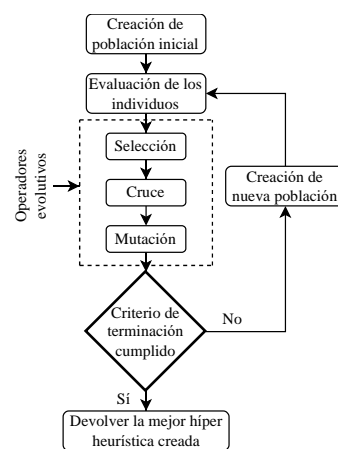 Creación de
población inicial
Evaluación de los
individuos
Operadores
evolutivos
Selección
Cruce
Mutación
Creación de
nueva población
Criterio de
terminación
cumplido
No
Sí
Devolver la mejor híper
heurística creada